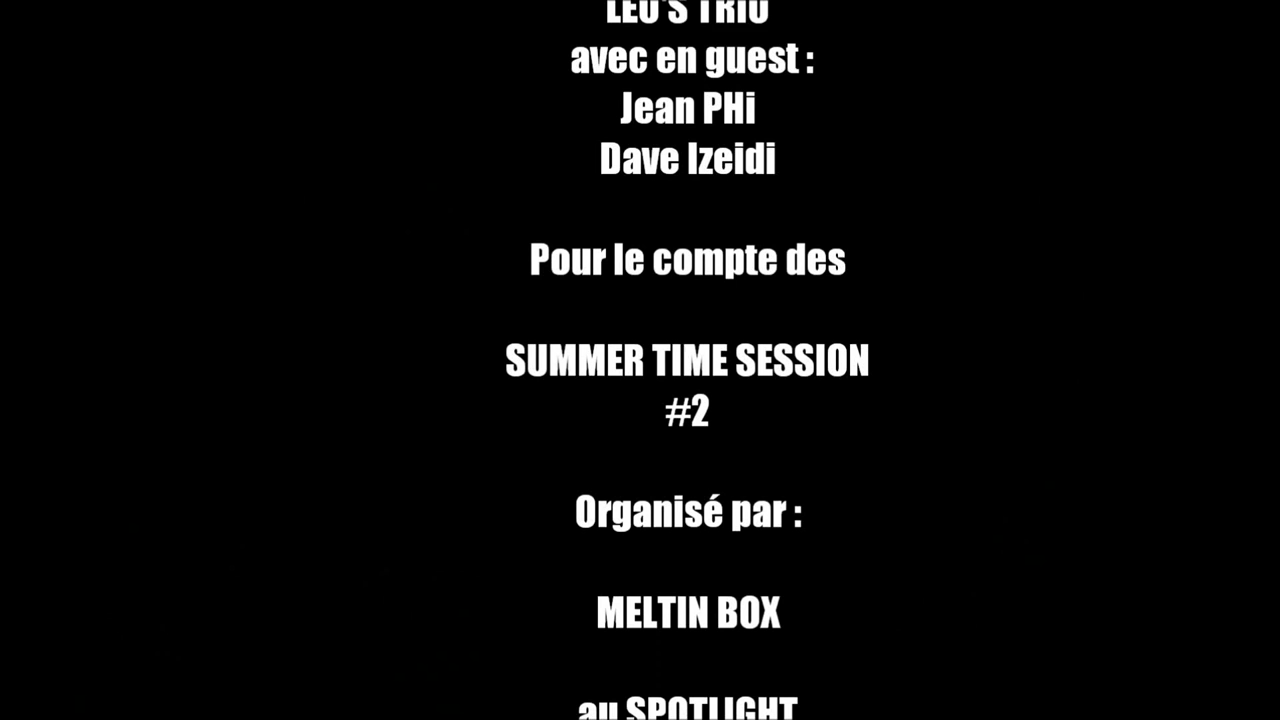 LEO'S TRIO
avec en guest :
Jean PHi
Dave Izeidi
Pour le compte des
SUMMER TIME SESSION
#2
Organisé par :
MELTIN BOX
au SPOTLIGHT